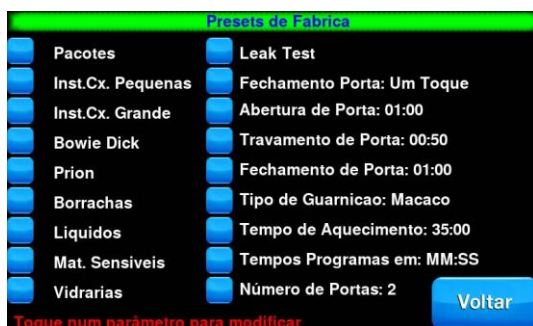 Presets de Fabrica
Pacotes
Inst.Cx. Pequenas
Inst.Cx. Grande
Bowie Dick
Prion
Borrachas
Liquidos
Mat. Sensiveis
Vidrarias
Leak Test
Fechamento Porta: Um Toque
Abertura de Porta: 01:00
Travamento de Porta: 00:50
Fechamento de Porta: 01:00
Tipo de Guarnicao: Macaco
Tempo de Aquecimento: 35:00
Tempos Programas em: MM:SS
Número de Portas: 2
Voltar
Toque num parâmetro para modificar